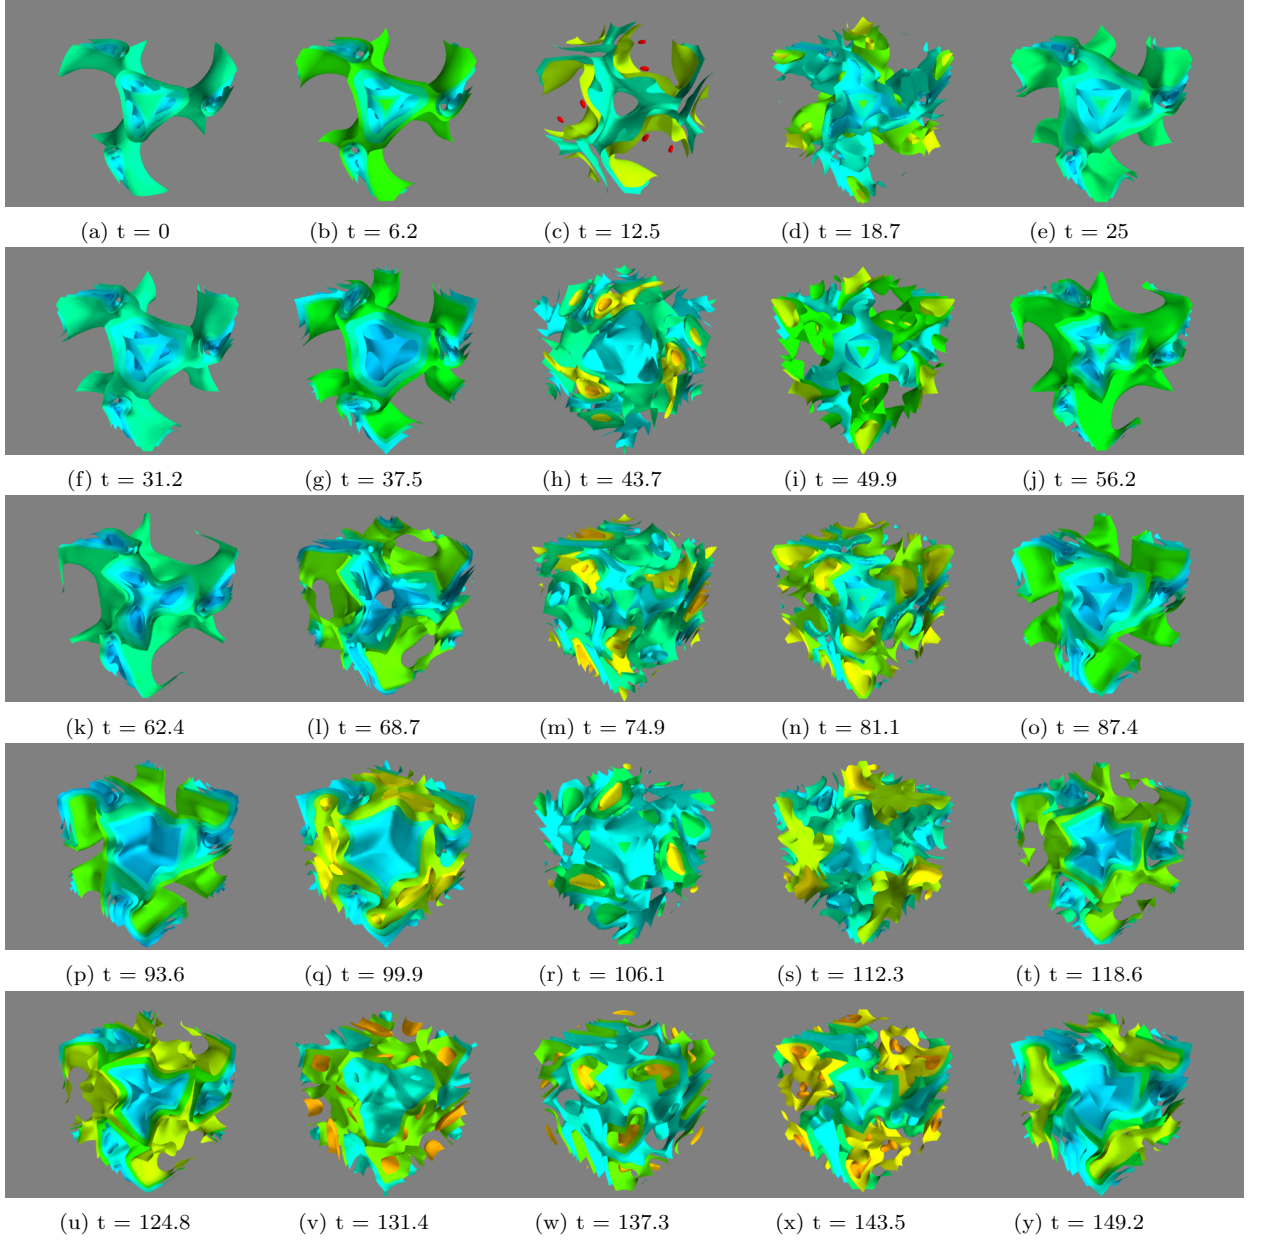 (a) t = 0 (b) t = 6.2 (c) t = 12.5 (d) t = 18.7 (e) t = 25
(f) t = 31.2 (g) t = 37.5 (h) t = 43.7 (i) t = 49.9 (j) t = 56.2
(k) t = 62.4 (l) t = 68.7 (m) t = 74.9 (n) t = 81.1 (o) t = 87.4
(p) t = 93.6 (q) t = 99.9 (r) t = 106.1 (s) t = 112.3 (t) t = 118.6
(u) t = 124.8 (v) t = 131.4 (w) t = 137.3 (x) t = 143.5 (y) t = 149.2